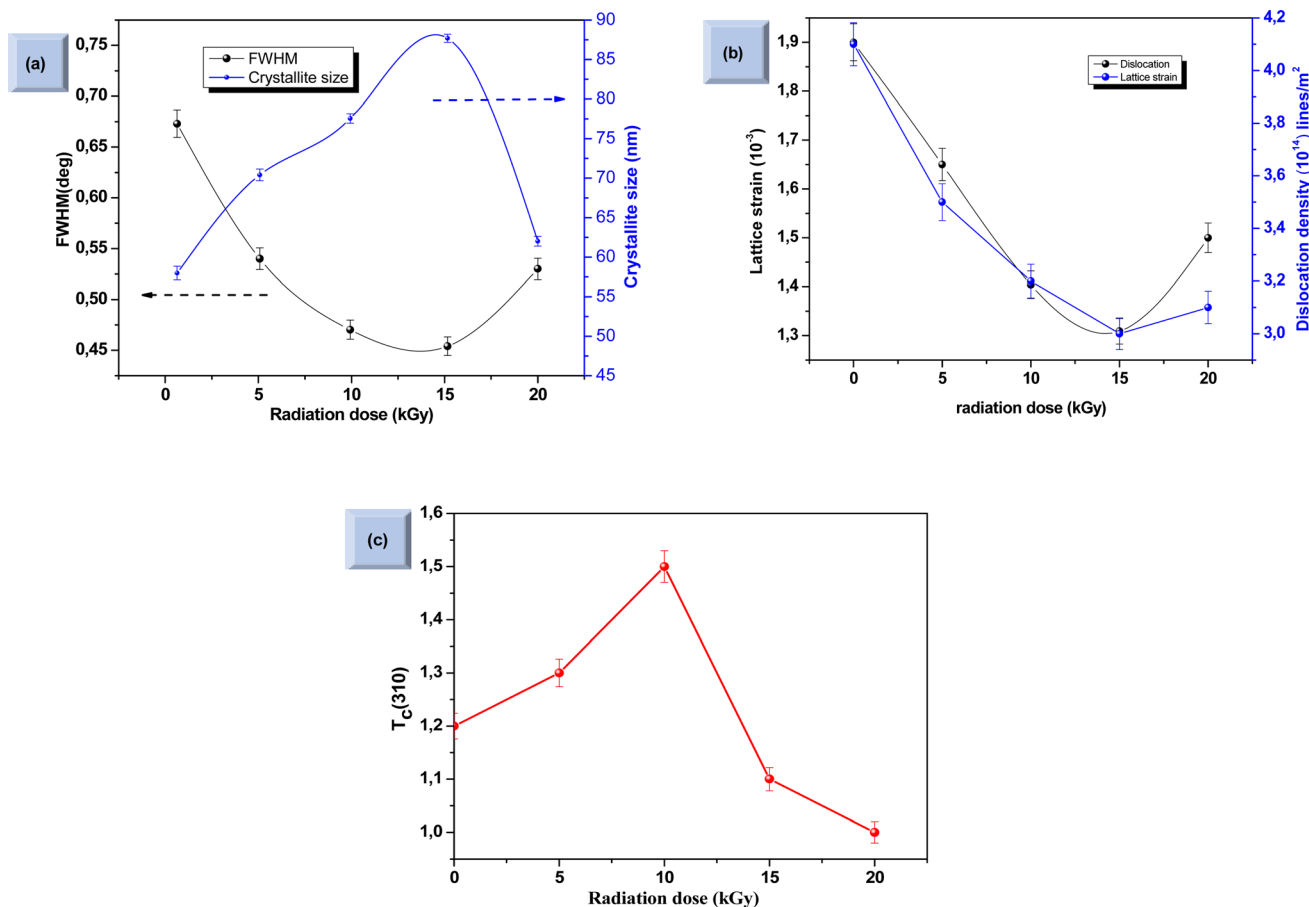 (a)
FWHM
Crystallite size
FWHM(deg)
0,75
0,70
0,65
0,60
0,55
0,50
0,45
90
85
80
75
70
65
60
55
50
45
Crystallite size (nm)
0 5 10 15 20
Radiation dose (kGy)
(b)
Dislocation
Lattice strain
Lattice strain (10-3)
1,9
1,8
1,7
1,6
1,5
1,4
1,3
4,2
4,0
3,8
3,6
3,4
3,2
3,0
Dislocation density (1014) lines/m2
0 5 10 15 20
radiation dose (kGy)
(c)
TC(310)
1,6
1,5
1,4
1,3
1,2
1,1
1,0
0 5 10 15 20
Radiation dose (kGy)